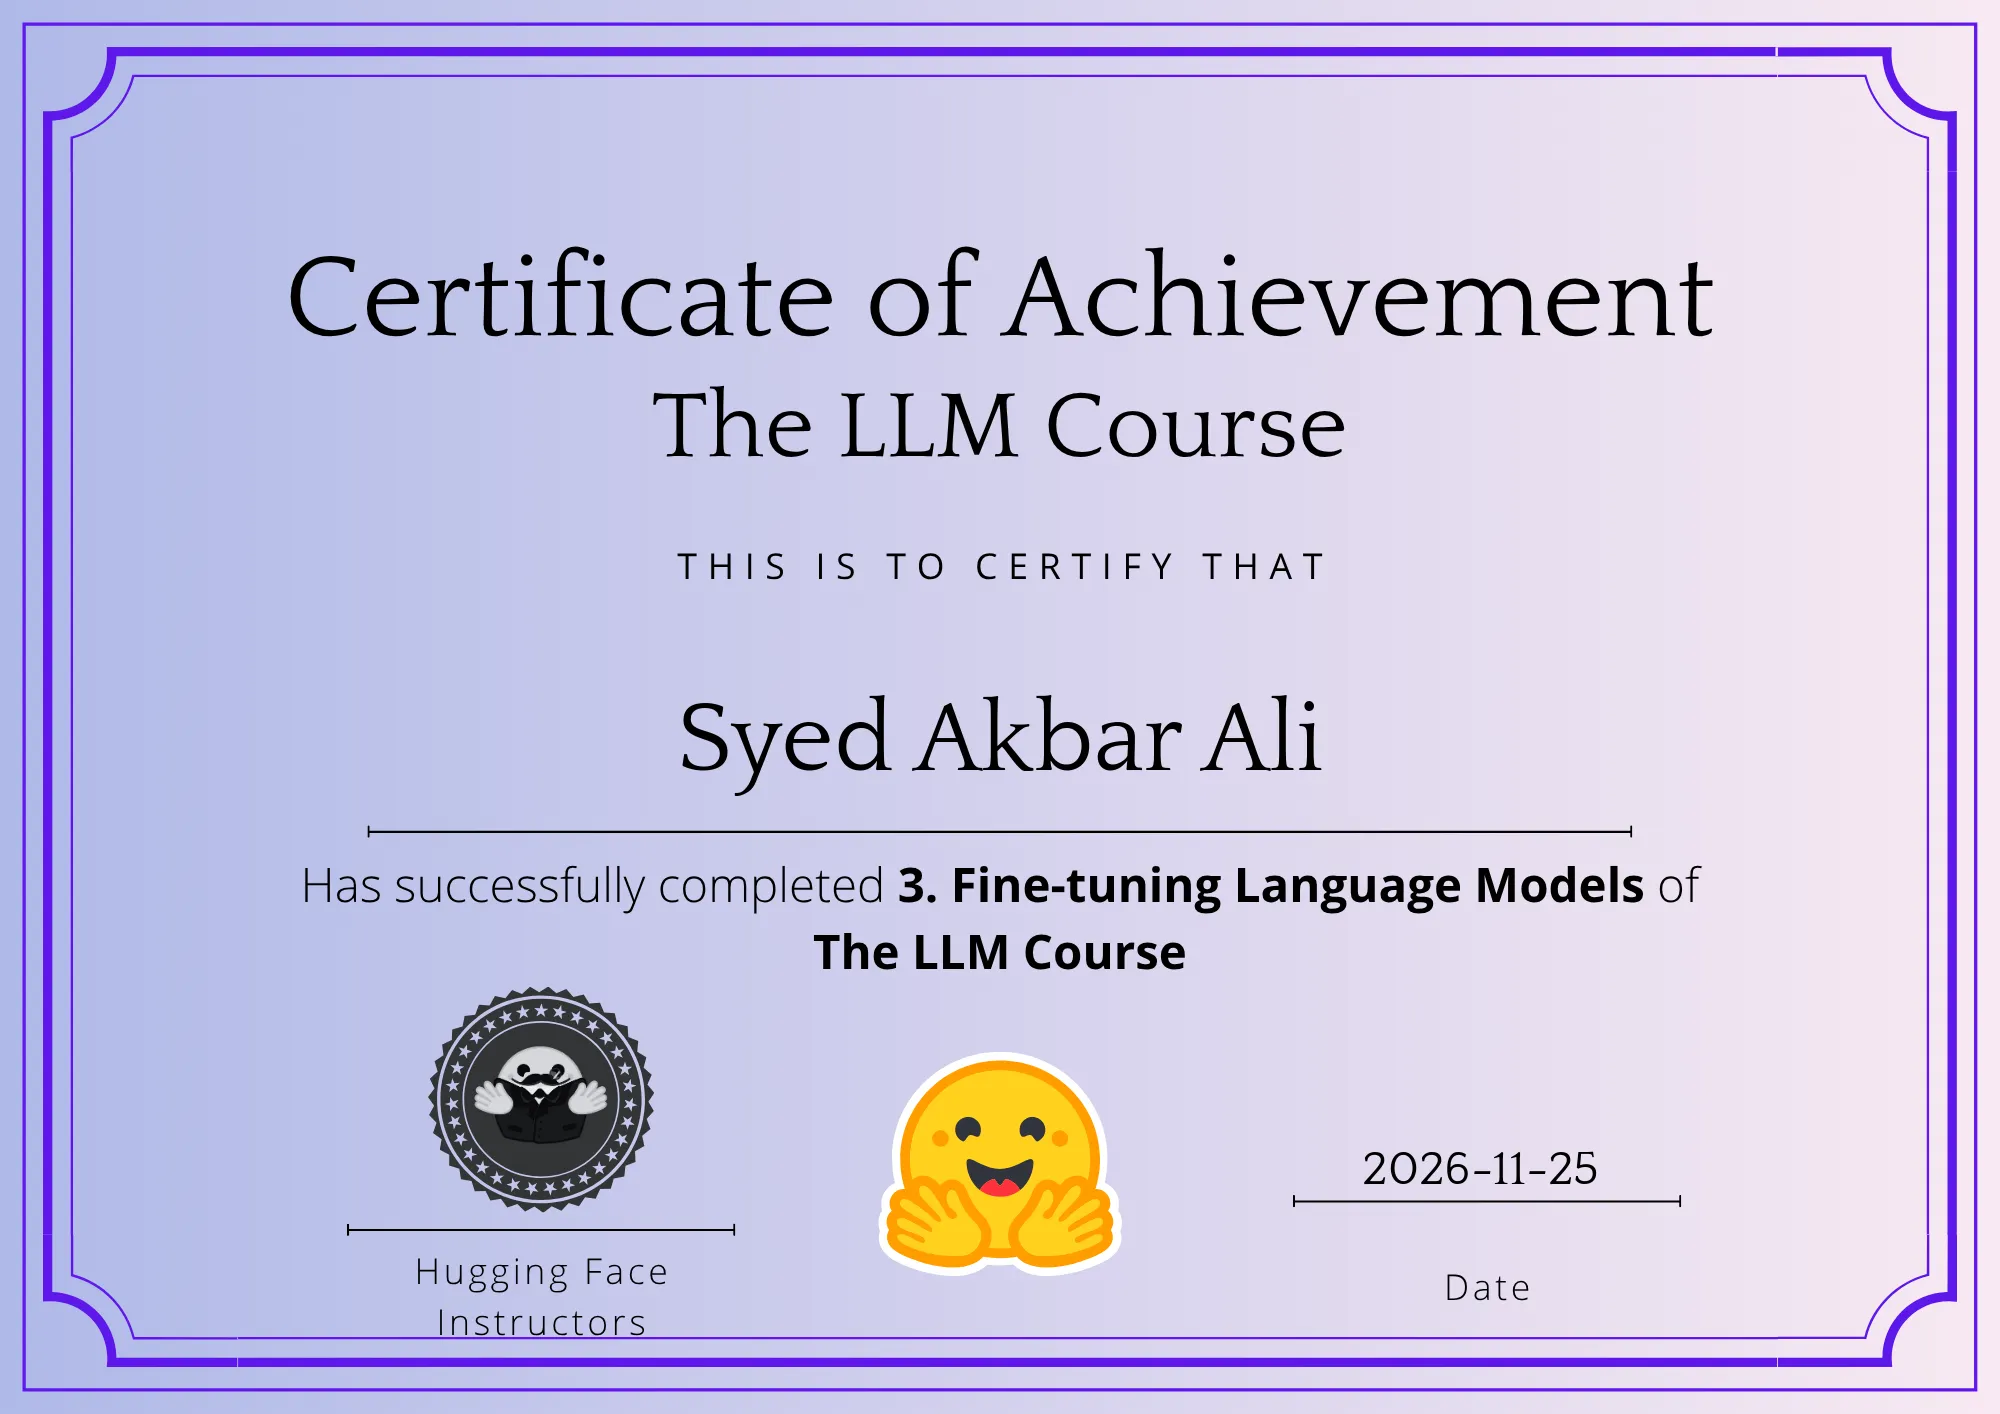 Certificate of Achievement
The LLM Course
THIS IS TO CERTIFY THAT
Syed Akbar Ali
Has successfully completed 3. Fine-tuning Language Models of
The LLM Course
2026-11-25
Hugging Face
Instructors
Date